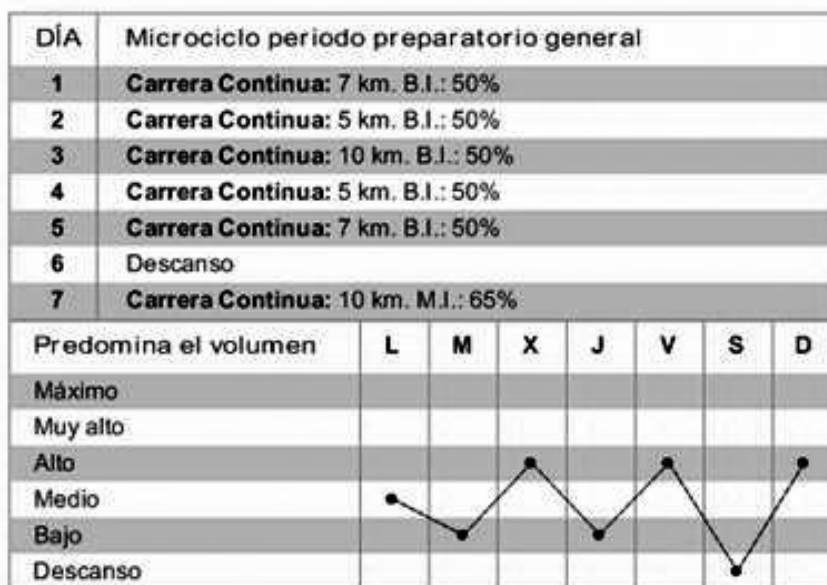 DÍA Microciclo periodo preparatorio general
1 Carrera Continua: 7 km. B.I.: 50%
2 Carrera Continua: 5 km. B.I.: 50%
3 Carrera Continua: 10 km. B.I.: 50%
4 Carrera Continua: 5 km. B.I.: 50%
5 Carrera Continua: 7 km. B.I.: 50%
6 Descanso
7 Carrera Continua: 10 km. M.I.: 65%
Predomina el volumen L M X J V S D
Máximo
Muy alto
Alto
Medio
Bajo
Descanso